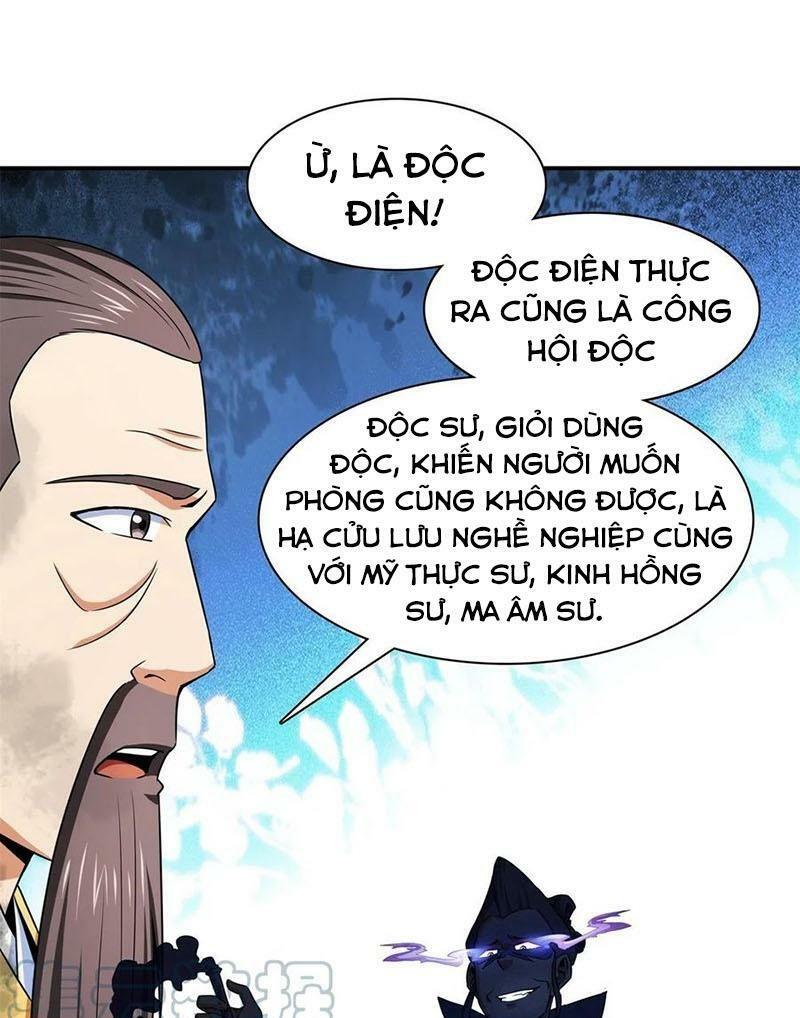 Ừ, LÀ ĐỘC
ĐIỆN!
ĐỘC ĐIỆN THỰC
RA CŨNG LÀ CÔNG
HỘI ĐỘC
ĐỘC SƯ, GIỎI DÙNG
ĐỘC, KHIẾN NGƯỜI MUỐN
PHÒNG CŨNG KHÔNG ĐƯỢC, LÀ
HẠ CỬU LƯU NGHỀ NGHIỆP CÙNG
VỚI MỸ THỰC SƯ, KINH HỒNG
SƯ, MA ÂM SƯ.